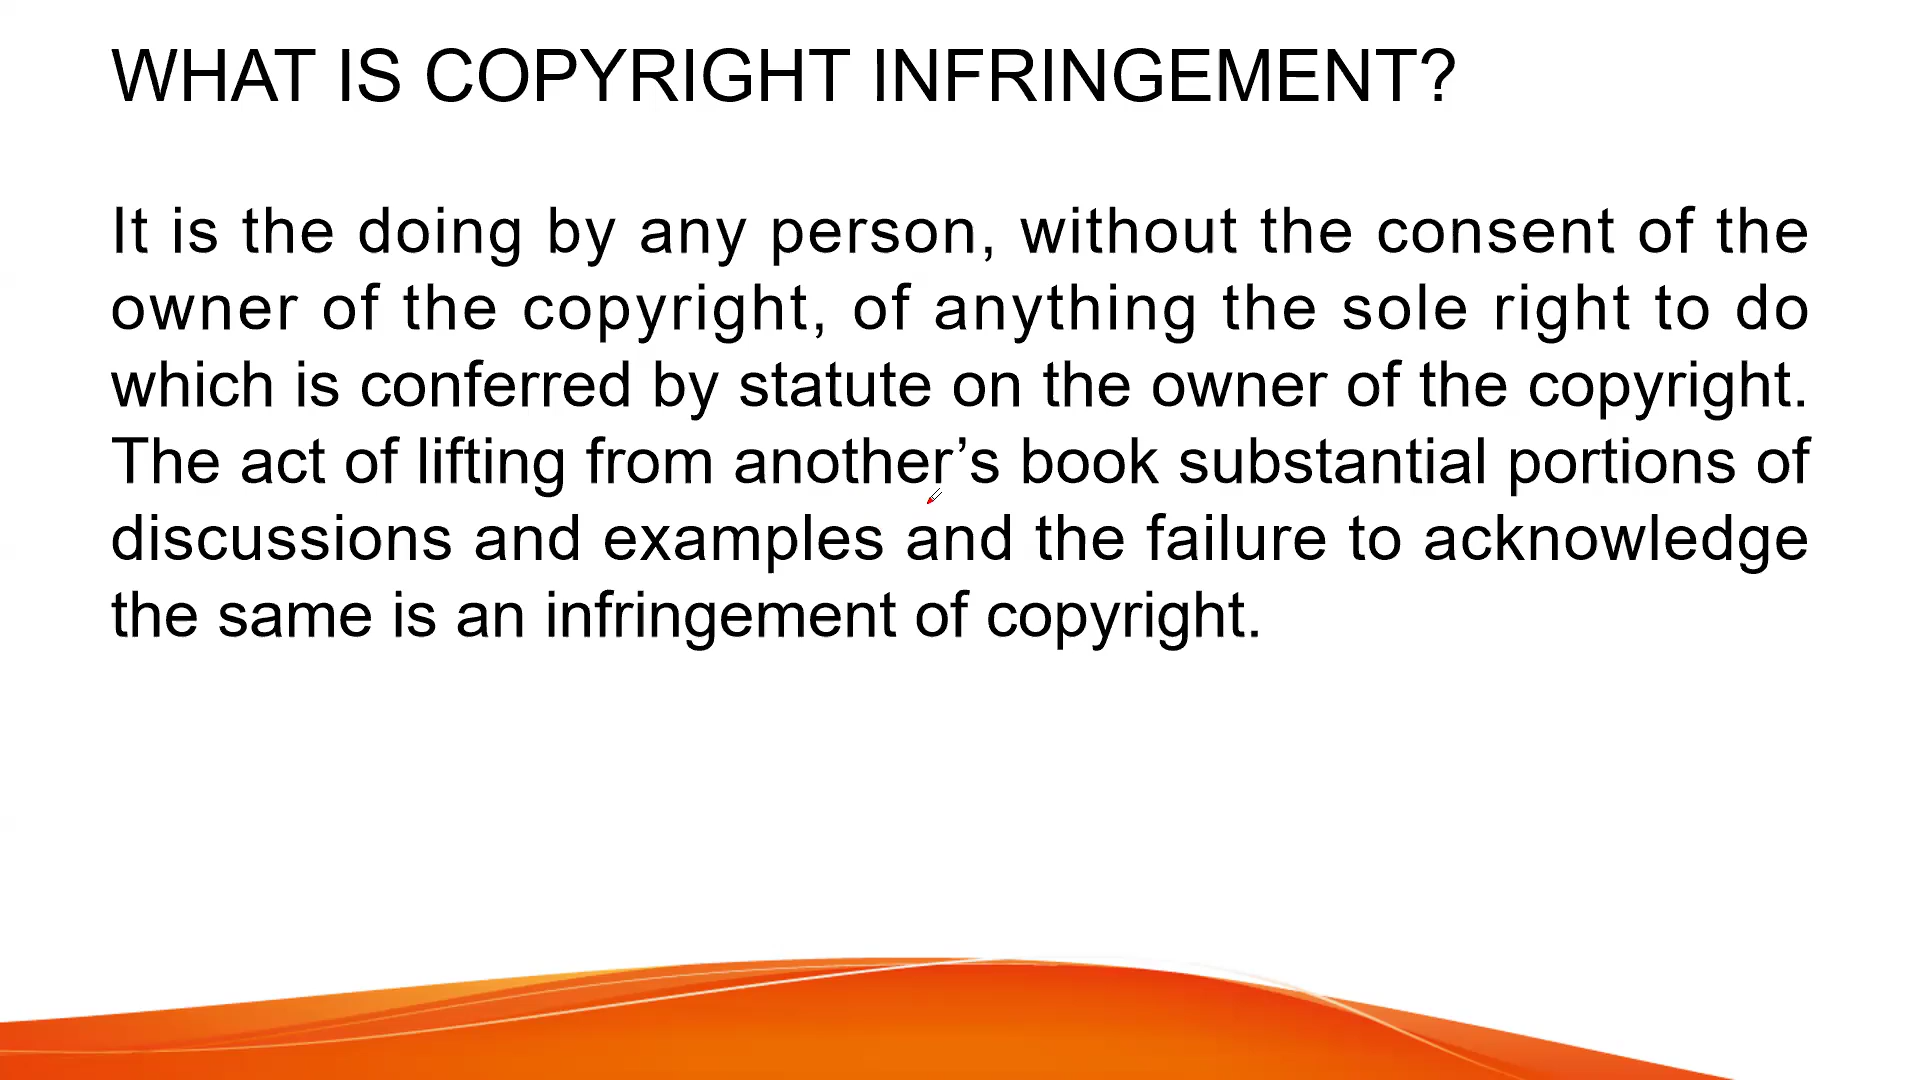 WHAT IS COPYRIGHT INFRINGEMENT?
It is the doing by any person, without the consent of the
owner of the copyright, of anything the sole right to do
which is conferred by statute on the owner of the copyright.
The act of lifting from another’s book substantial portions of
discussions and examples and the failure to acknowledge
the same is an infringement of copyright.